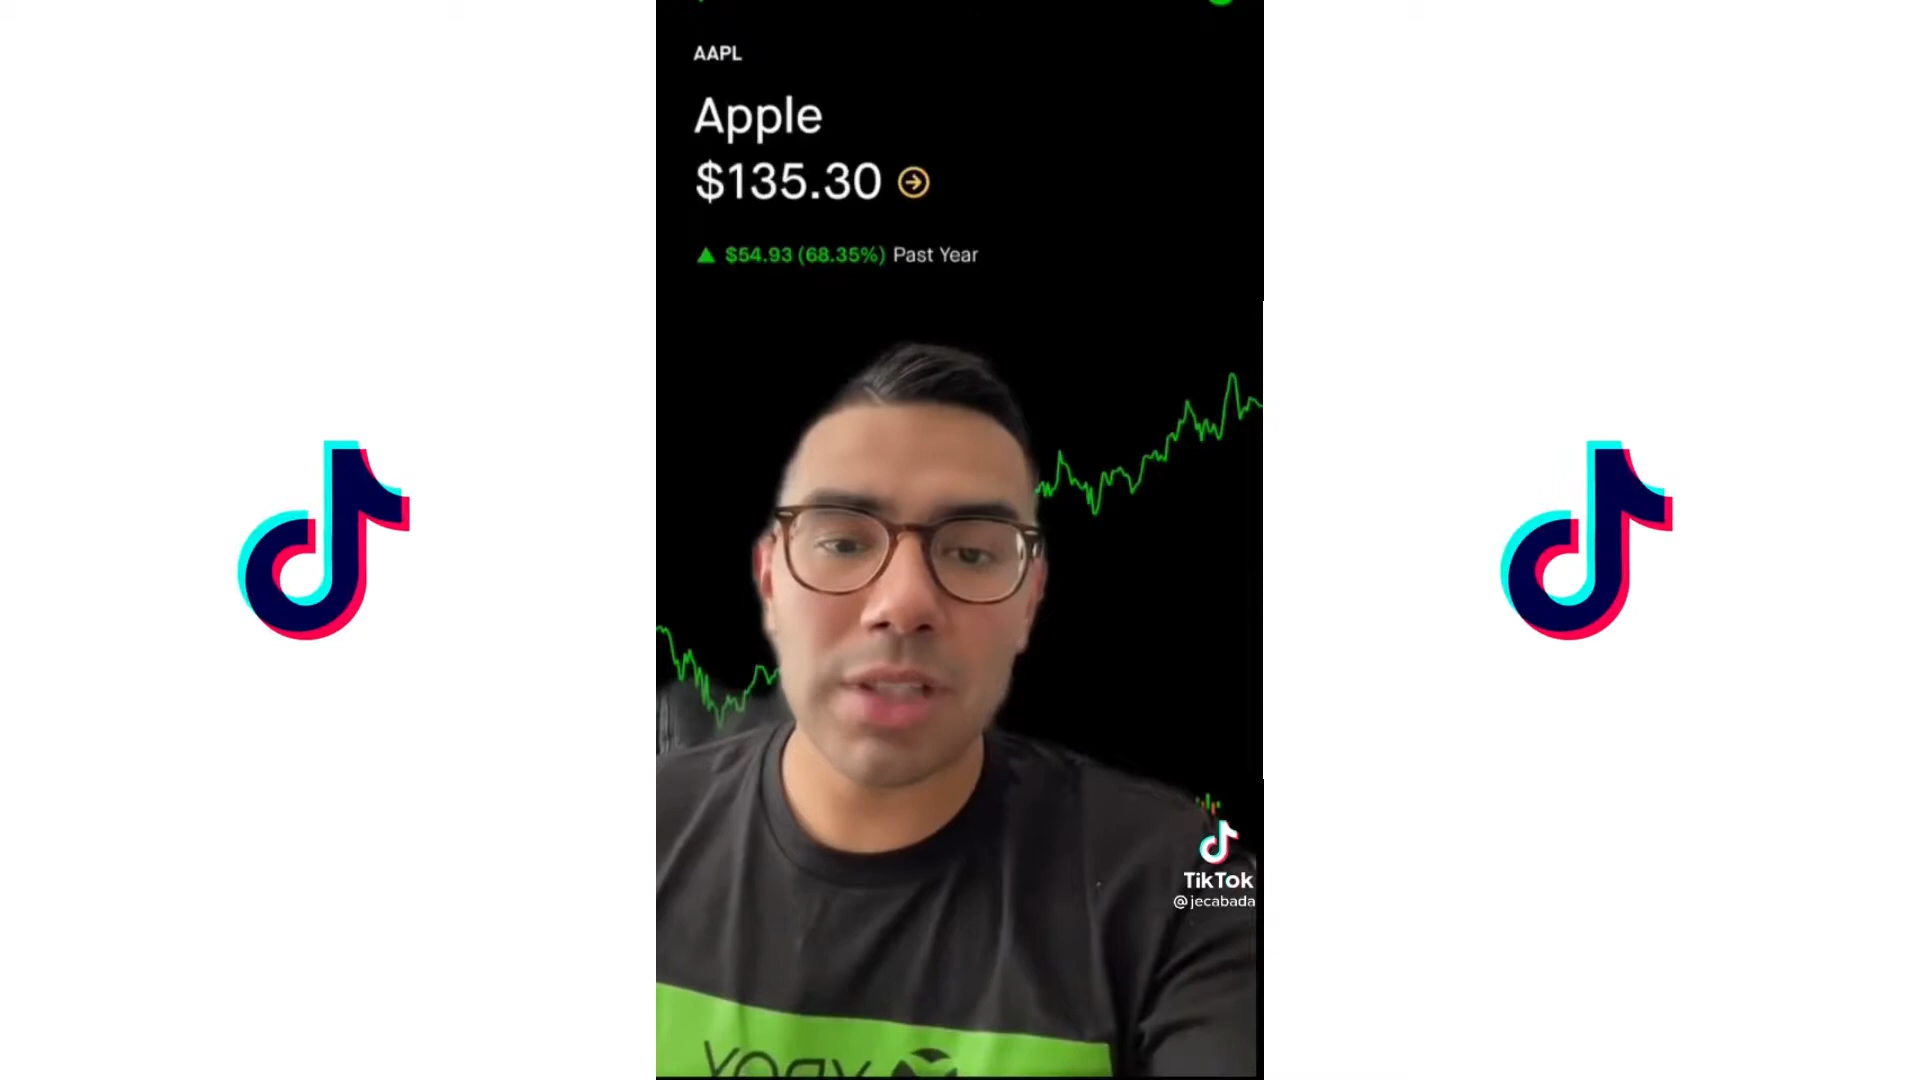 AAPL
Apple
$135.30
$54.93 (68.35%) Past Year
TikTok
@jecabada